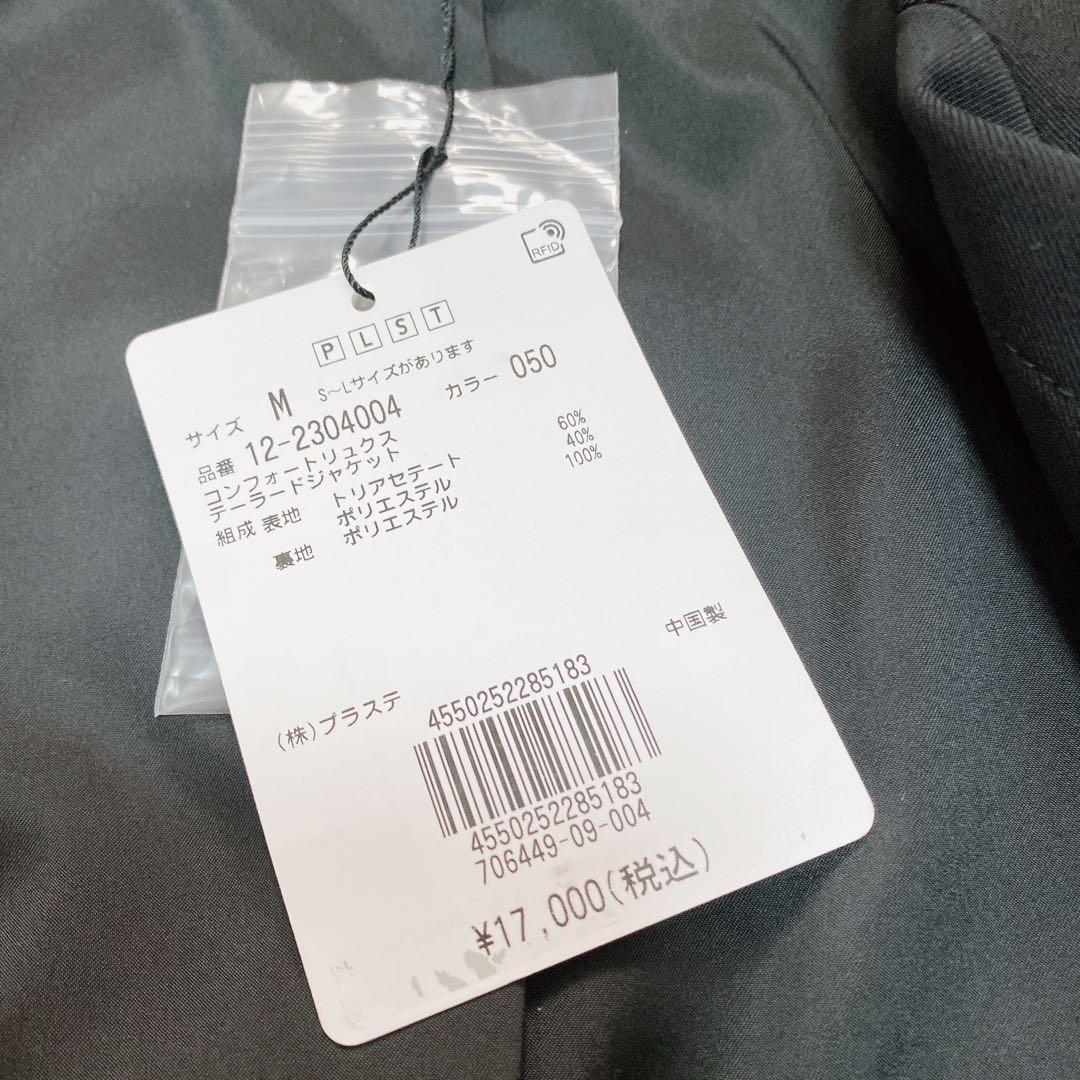 RFID
PLST
サイズ M S~Lサイズがあります
品番 12-2304004 カラー 050
コンフォートリュクス
テーラードジャケット
組成 表地 トリアセテート 60%
ポリエステル 40%
裏地 ポリエステル 100%
中国製
(株)プラステ
4550252285183
4550252285183
706449-09-004
¥17,000(税込)